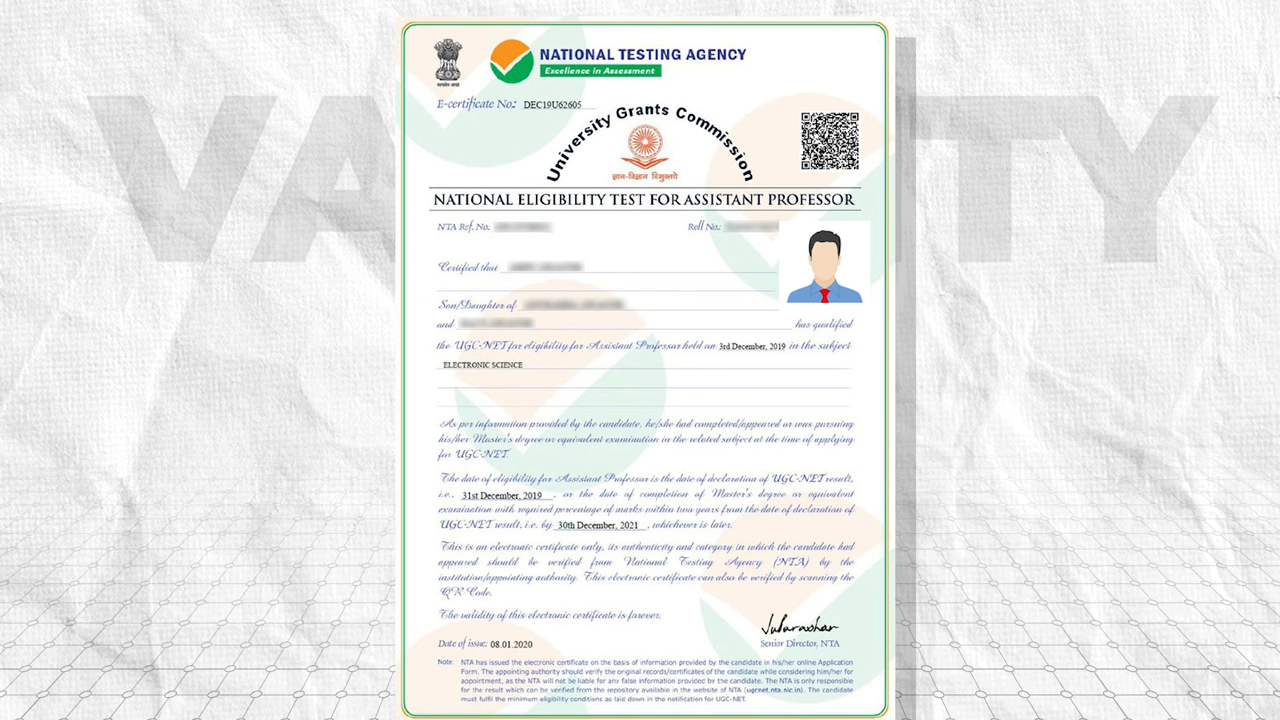 सत्यमेव जयते
NATIONAL TESTING AGENCY
Excellence in Assessment
E-certificate No.: DEC19U62605
University Grants Commission
ज्ञान-विज्ञान विमुक्तये
NATIONAL ELIGIBILITY TEST FOR ASSISTANT PROFESSOR
NTA Ref. No:
Roll No.:
Certified that
Son/Daughter of
and has qualified
the UGC-NET for eligibility for Assistant Professor held on 3rd December, 2019 in the subject
ELECTRONIC SCIENCE
As per information provided by the candidate, he/she had completed/appeared or was pursuing
his/her Master's degree or equivalent examination in the related subject at the time of applying
for UGC-NET.
The date of eligibility for Assistant Professor is the date of declaration of UGC-NET result,
i.e., 31st December, 2019, or the date of completion of Master's degree or equivalent
examination with required percentage of marks within two years from the date of declaration of
UGC-NET result, i.e. by 30th December, 2021, whichever is later.
This is an electronic certificate only, its authenticity and category in which the candidate had
appeared should be verified from National Testing Agency (NTA) by the
institution/appointing authority. This electronic certificate can also be verified by scanning the
QR Code.
The validity of this electronic certificate is forever.
Date of issue: 08.01.2020
Senior Director, NTA
Note: NTA has issued the electronic certificate on the basis of information provided by the candidate in his/her online Application
Form. The appointing authority should verify the original records/certificates of the candidate while considering him/her for
appointment, as the NTA will not be liable for any false information provided by the candidate. The NTA is only responsible
for the result which can be verified from the repository available in the website of NTA (ugcnet.nta.nic.in). The candidate
must fulfil the minimum eligibility conditions as laid down in the notification for UGC-NET.